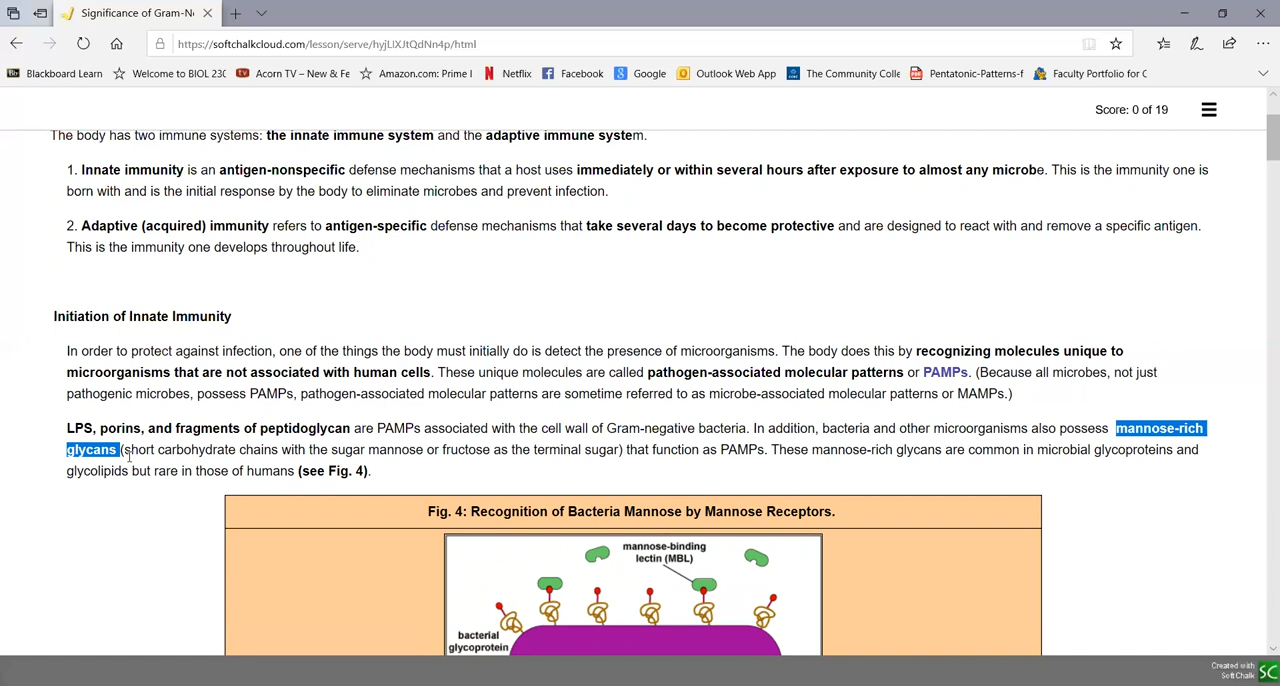 Significance of Gram-Ne
https://softchalkcloud.com/lesson/serve/hyjLlXJtQdNn4p/html
Bb Blackboard Learn Welcome to BIOL 230 Acorn TV – New & Fe Amazon.com: Prime I Netflix Facebook Google Outlook Web App The Community Colle Pentatonic-Patterns-f Faculty Portfolio for C
Score: 0 of 19
The body has two immune systems: the innate immune system and the adaptive immune system.
1. Innate immunity is an antigen-nonspecific defense mechanisms that a host uses immediately or within several hours after exposure to almost any microbe. This is the immunity one is
born with and is the initial response by the body to eliminate microbes and prevent infection.
2. Adaptive (acquired) immunity refers to antigen-specific defense mechanisms that take several days to become protective and are designed to react with and remove a specific antigen.
This is the immunity one develops throughout life.
Initiation of Innate Immunity
In order to protect against infection, one of the things the body must initially do is detect the presence of microorganisms. The body does this by recognizing molecules unique to
microorganisms that are not associated with human cells. These unique molecules are called pathogen-associated molecular patterns or PAMPs. (Because all microbes, not just
pathogenic microbes, possess PAMPs, pathogen-associated molecular patterns are sometime referred to as microbe-associated molecular patterns or MAMPs.)
LPS, porins, and fragments of peptidoglycan are PAMPs associated with the cell wall of Gram-negative bacteria. In addition, bacteria and other microorganisms also possess mannose-rich
glycans (short carbohydrate chains with the sugar mannose or fructose as the terminal sugar) that function as PAMPs. These mannose-rich glycans are common in microbial glycoproteins and
glycolipids but rare in those of humans (see Fig. 4).
Fig. 4: Recognition of Bacteria Mannose by Mannose Receptors.
mannose-binding
lectin (MBL)
bacterial
glycoprotein
Created with
SoftChalk
SC